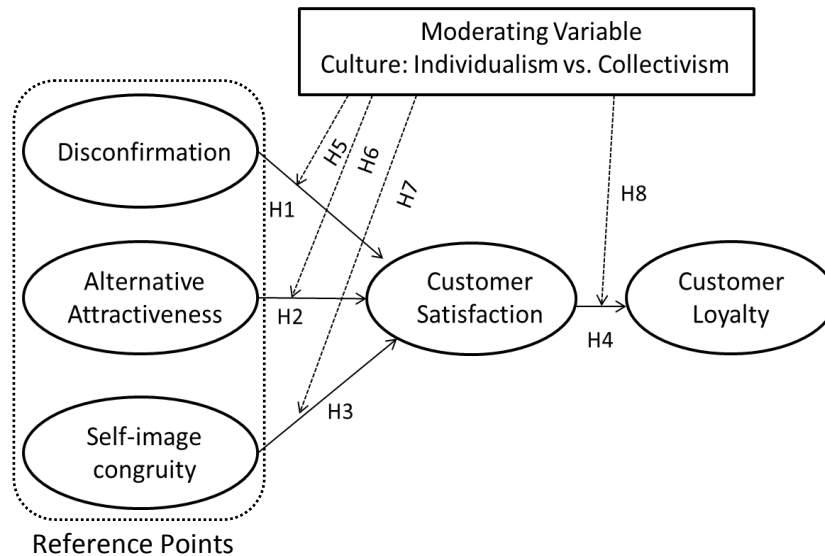 Moderating Variable
Culture: Individualism vs. Collectivism
Disconfirmation
H5
H6
H7
H1
H8
Alternative
Attractiveness
H2
Customer
Satisfaction
H4
Customer
Loyalty
Self-image
congruity
H3
Reference Points